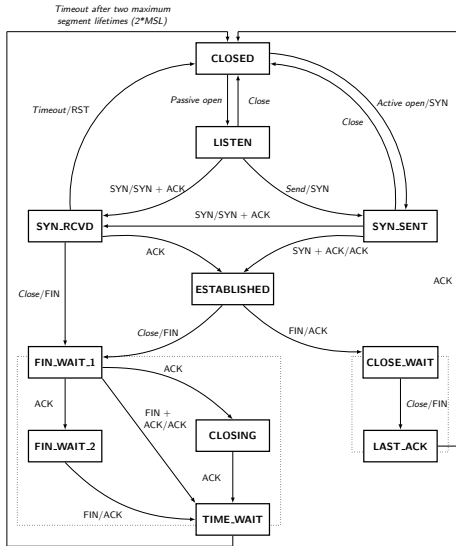 Timeout after two maximum
segment lifetimes (2*MSL)
CLOSED
Passive open
Close
Active open/SYN
Timeout/RST
Close
LISTEN
SYN/SYN + ACK
Send/SYN
SYN_RCVD
SYN/SYN + ACK
SYN_SENT
ACK
SYN + ACK/ACK
ACK
ESTABLISHED
Close/FIN
Close/FIN
FIN/ACK
FIN_WAIT_1
CLOSE_WAIT
ACK
ACK
FIN +
ACK/ACK
Close/FIN
CLOSING
FIN_WAIT_2
LAST_ACK
ACK
FIN/ACK
TIME_WAIT